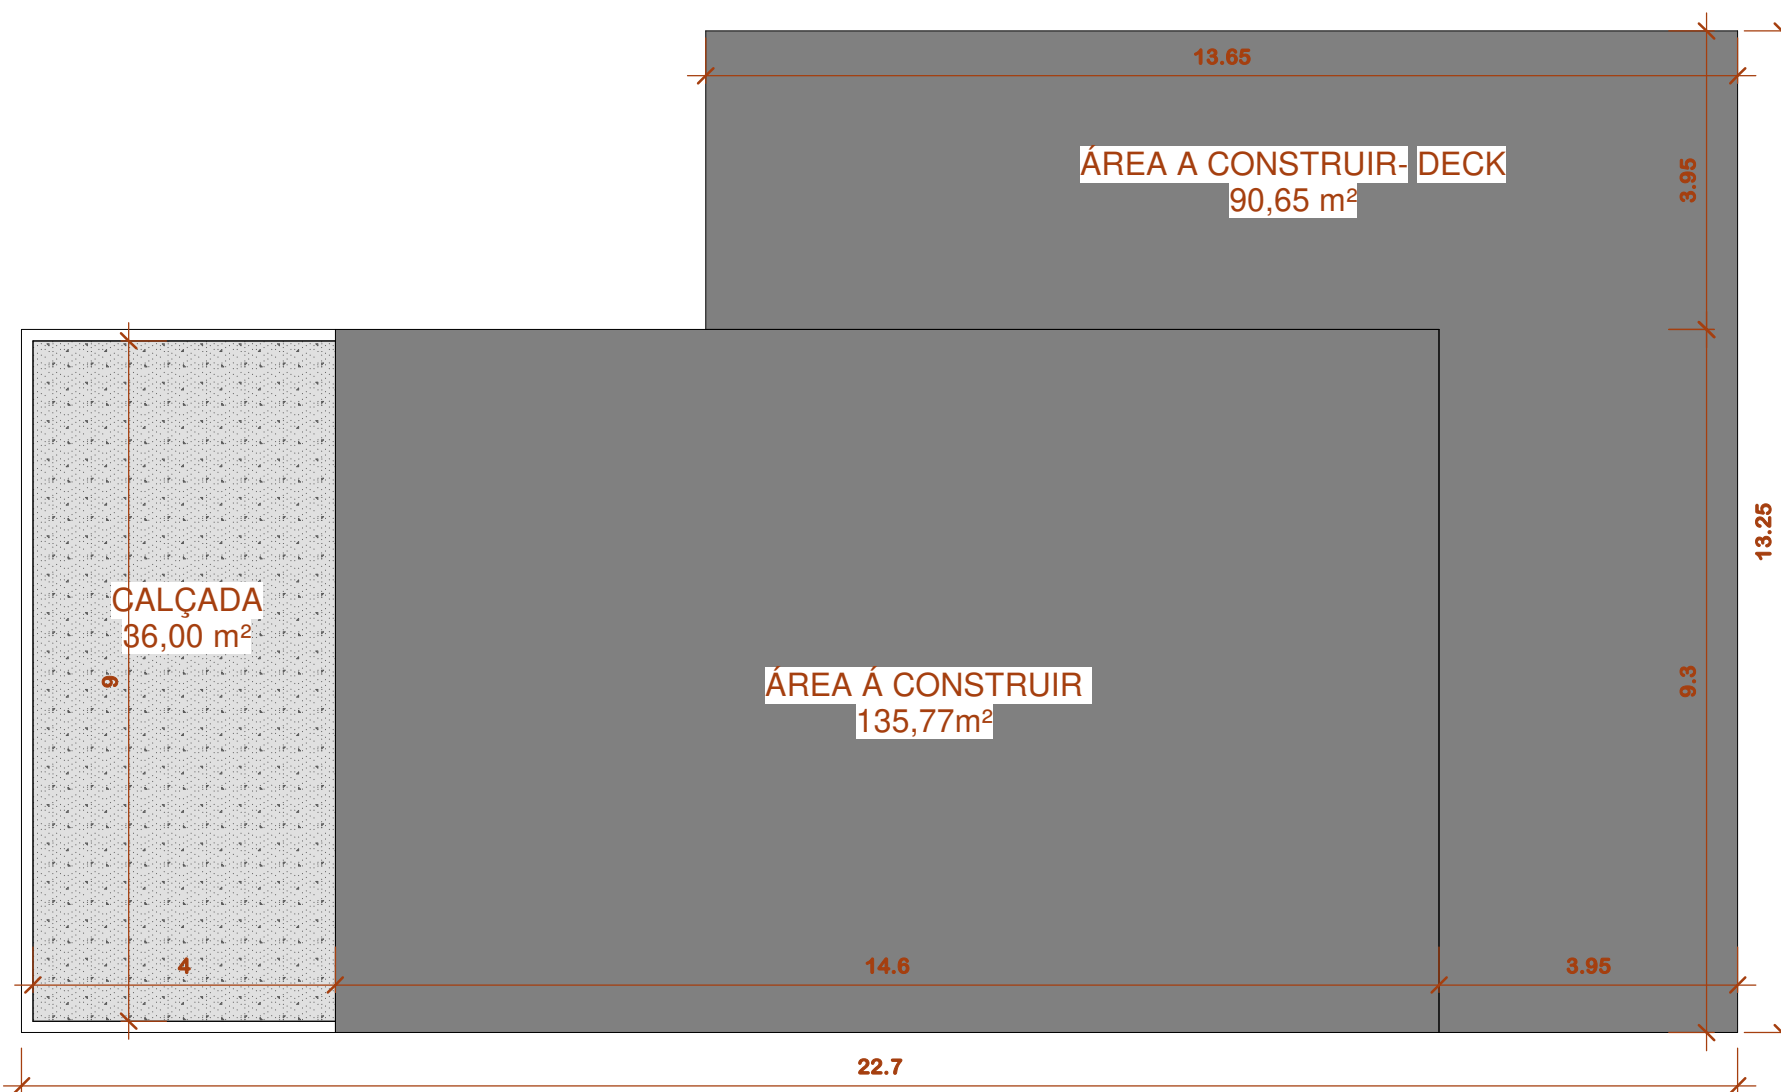 13.65
ÁREA A CONSTRUIR- DECK
90,65 m²
3.95
13.25
CALÇADA
36,00 m²
9
ÁREA Á CONSTRUIR
135,77m²
9.3
4
14.6
3.95
22.7